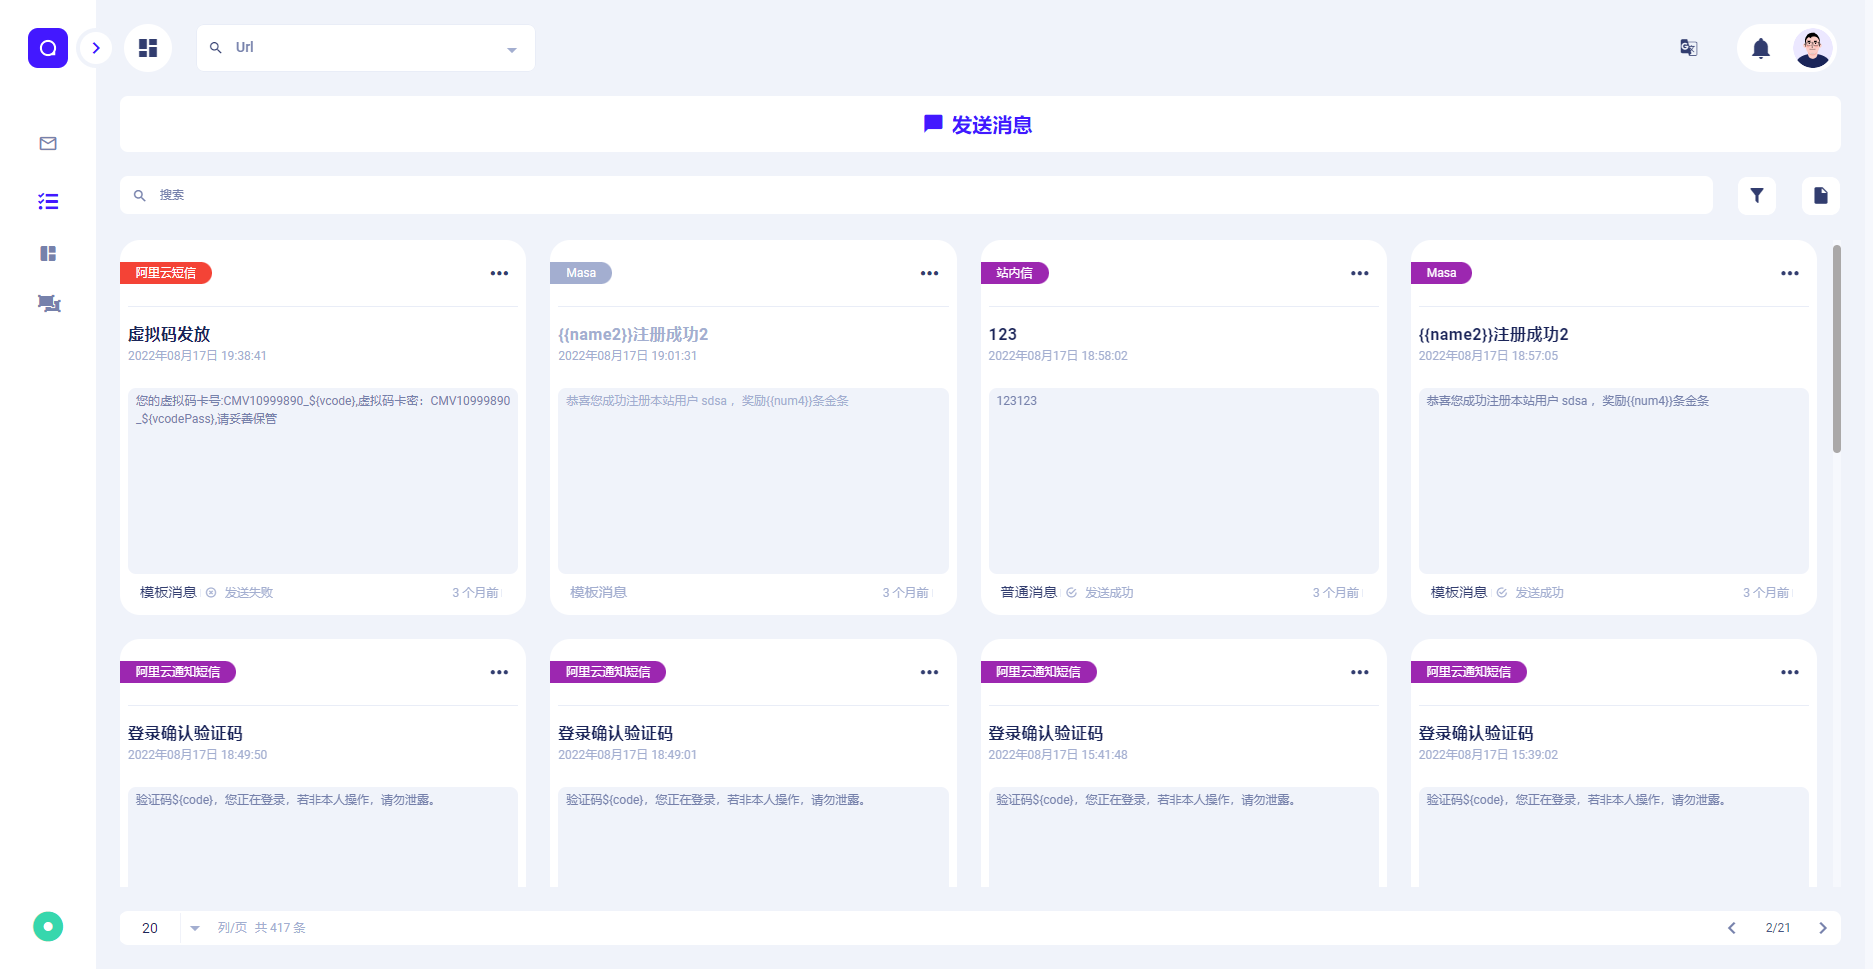 Url
发送消息
搜索
阿里云短信
虚拟码发放
2022年08月17日 19:38:41
您的虚拟码卡号:CMV10999890_${vcode},虚拟码卡密：CMV10999890
_${vcodePass},请妥善保管
模板消息 发送失败 3 个月前
Masa
{{name2}}注册成功2
2022年08月17日 19:01:31
恭喜您成功注册本站用户 sdsa ，奖励{{num4}}条金条
模板消息 3 个月前
站内信
123
2022年08月17日 18:58:02
123123
普通消息 发送成功 3 个月前
Masa
{{name2}}注册成功2
2022年08月17日 18:57:05
恭喜您成功注册本站用户 sdsa ，奖励{{num4}}条金条
模板消息 发送成功 3 个月前
阿里云通知短信
登录确认验证码
2022年08月17日 18:49:50
验证码${code}，您正在登录，若非本人操作，请勿泄露。
阿里云通知短信
登录确认验证码
2022年08月17日 18:49:01
验证码${code}，您正在登录，若非本人操作，请勿泄露。
阿里云通知短信
登录确认验证码
2022年08月17日 15:41:48
验证码${code}，您正在登录，若非本人操作，请勿泄露。
阿里云通知短信
登录确认验证码
2022年08月17日 15:39:02
验证码${code}，您正在登录，若非本人操作，请勿泄露。
20 列/页 共 417 条 2/21